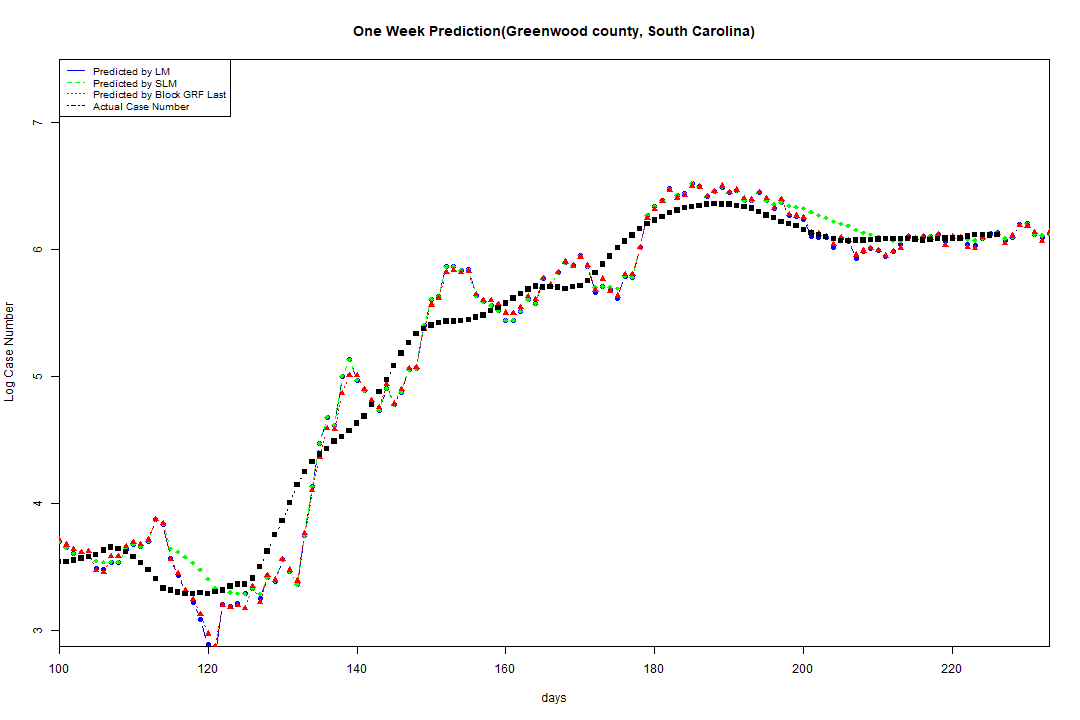 One Week Prediction(Greenwood county, South Carolina)
Predicted by LM
Predicted by SLM
Predicted by Block GRF Last
Actual Case Number
7
6
5
4
3
Log Case Number
100 120 140 160 180 200 220
days